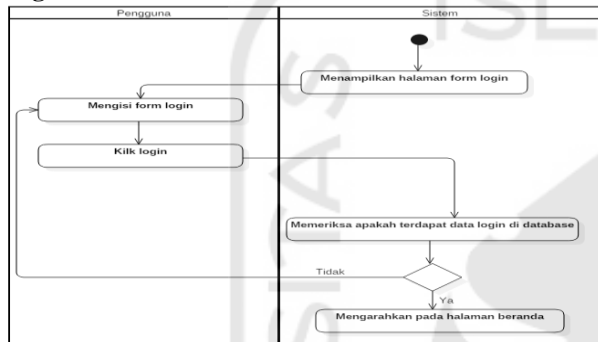 Pengguna
Sistem
Menampilkan halaman form login
Mengisi form login
Kilk login
Memeriksa apakah terdapat data login di database
Tidak
Ya
Mengarahkan pada halaman beranda